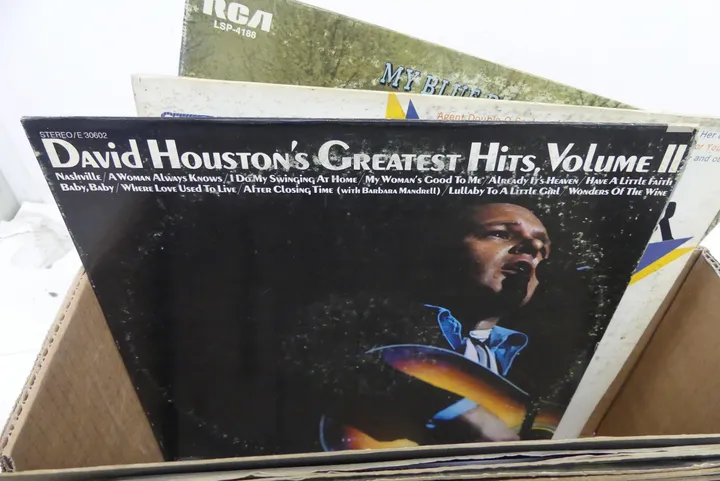 RCA
LSP-4188
MY BLUE
Agent Double-O
STEREO/E 30602
DAVID HOUSTON'S GREATEST HITS, VOLUME II
NASHVILLE / A WOMAN ALWAYS KNOWS / I DO MY SWINGING AT HOME / MY WOMAN'S GOOD TO ME / ALREADY IT'S HEAVEN / HAVE A LITTLE FAITH
BABY, BABY / WHERE LOVE USED TO LIVE / AFTER CLOSING TIME (WITH BARBARA MANDRELL) / LULLABY TO A LITTLE GIRL / WONDERS OF THE WINE